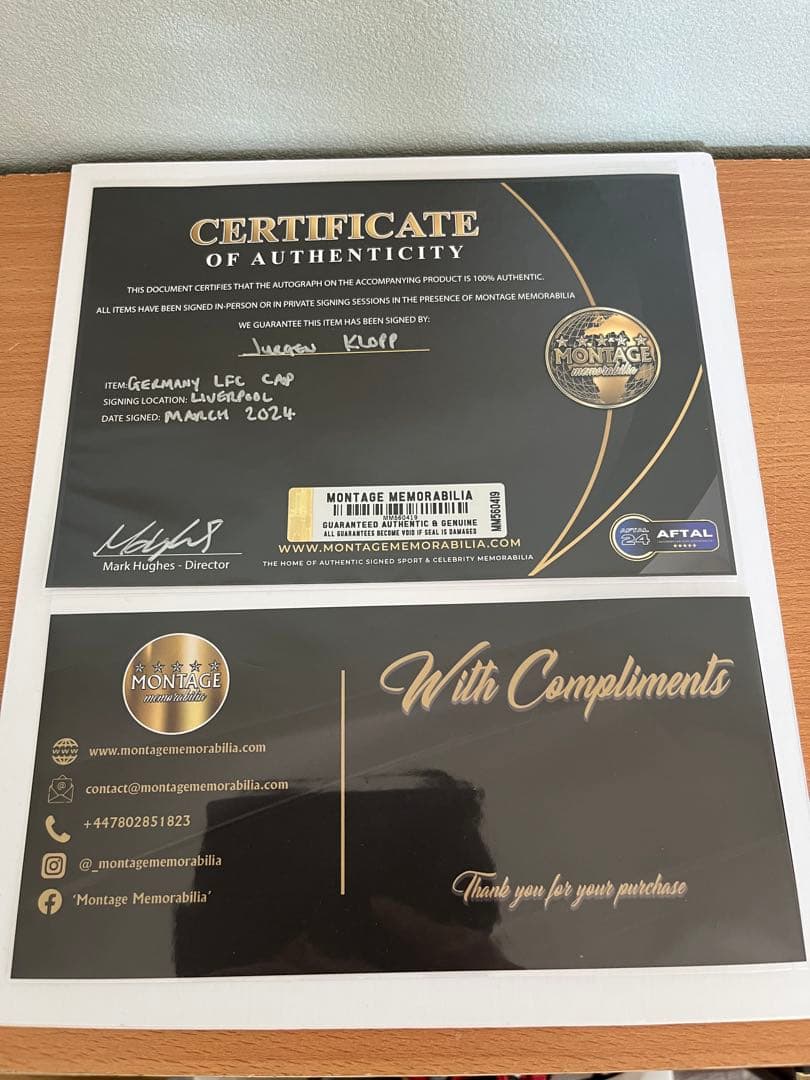 CERTIFICATE
OF AUTHENTICITY
THIS DOCUMENT CERTIFIES THAT THE AUTOGRAPH ON THE ACCOMPANYING PRODUCT IS 100% AUTHENTIC.
ALL ITEMS HAVE BEEN SIGNED IN-PERSON OR IN PRIVATE SIGNING SESSIONS IN THE PRESENCE OF MONTAGE MEMORABILIA
WE GUARANTEE THIS ITEM HAS BEEN SIGNED BY:
JURGEN KLOPP
MONTAGE
memorabilia
ITEM: GERMANY LFC CAP
SIGNING LOCATION: LIVERPOOL
DATE SIGNED: MARCH 2024
MONTAGE MEMORABILIA
MM560419
GUARANTEED AUTHENTIC & GENUINE
ALL GUARANTEES BECOME VOID IF SEAL IS DAMAGED
MM560419
Mark Hughes - Director
WWW.MONTAGEMEMORABILIA.COM
THE HOME OF AUTHENTIC SIGNED SPORT & CELEBRITY MEMORABILIA
AFTAL
24
AFTAL
MONTAGE
memorabilia
With Compliments
www.montagememorabilia.com
contact@montagememorabilia.com
+447802851823
@_montagememorabilia
'Montage Memorabilia'
Thank you for your purchase